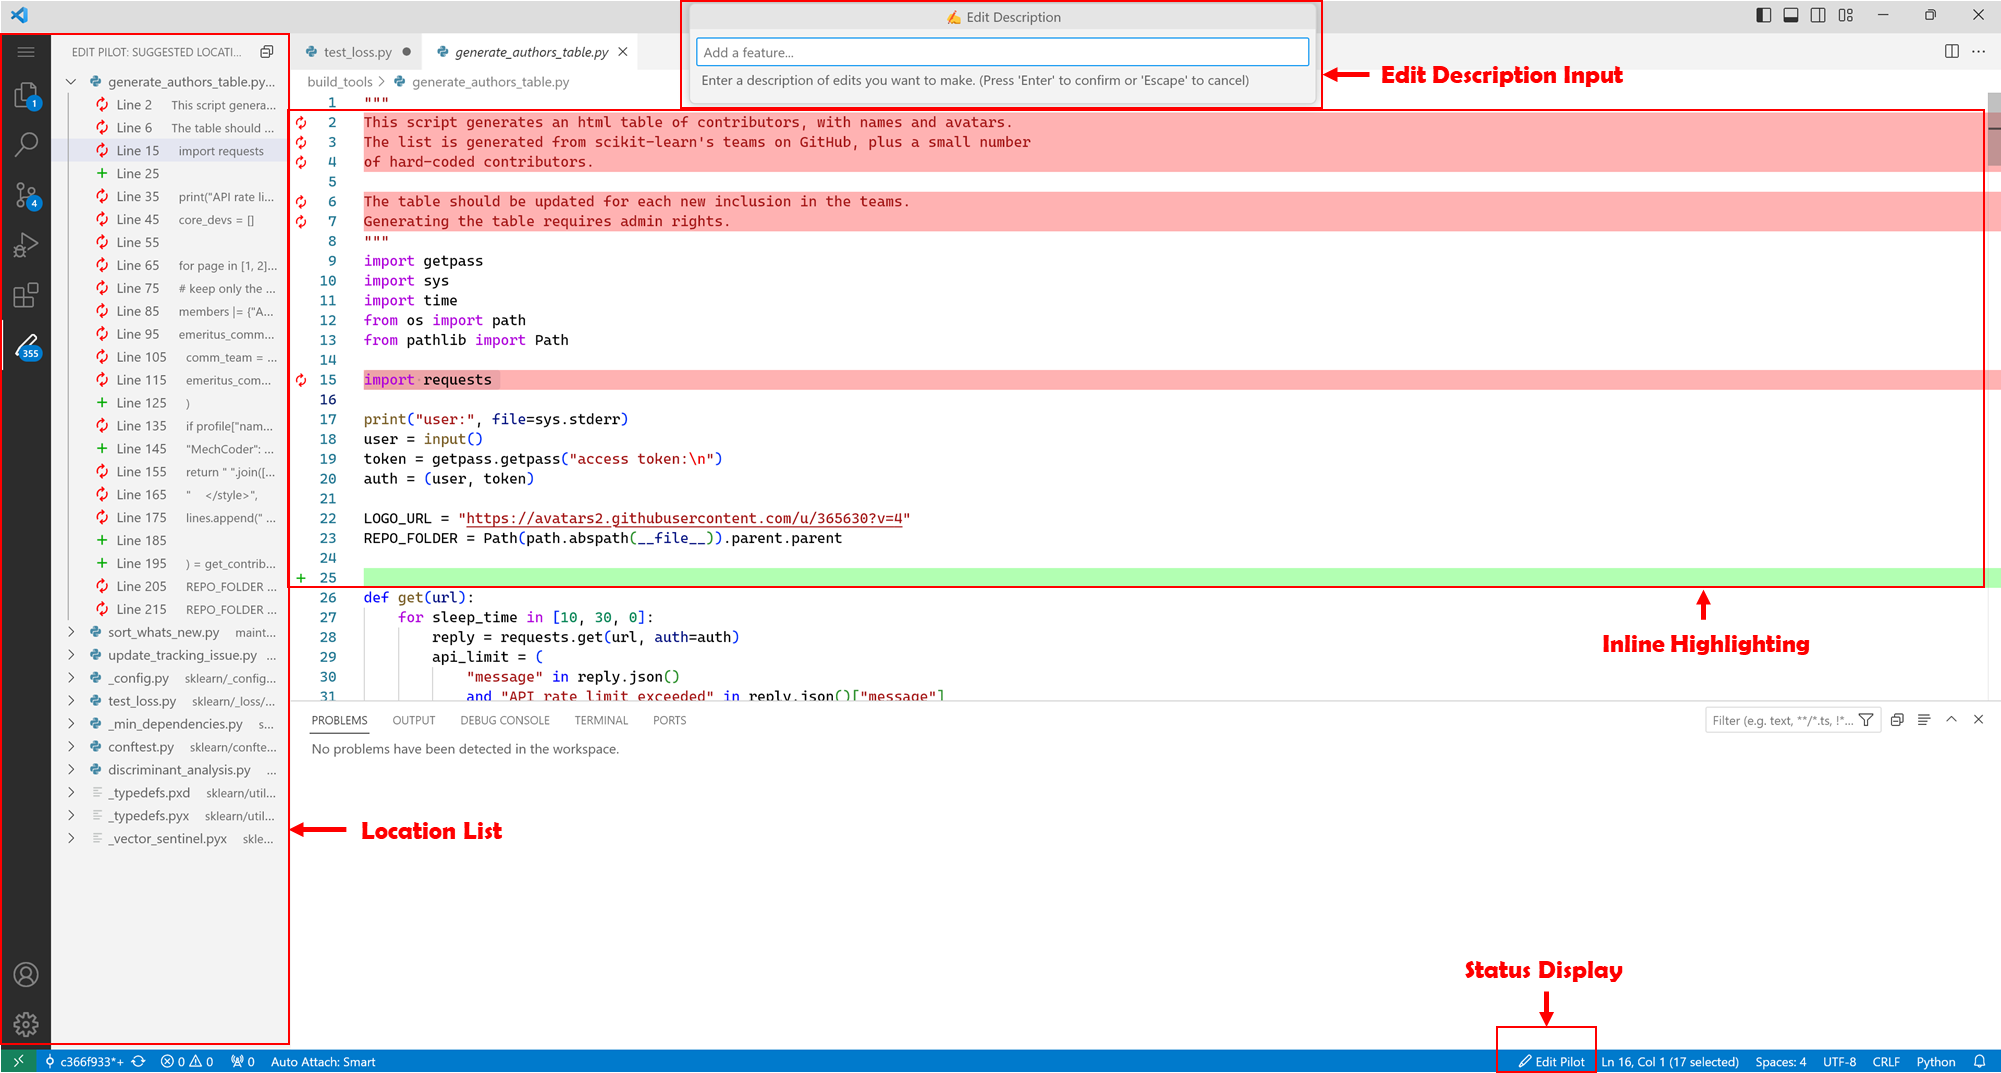 Edit Description
Add a feature...
Enter a description of edits you want to make. (Press 'Enter' to confirm or 'Escape' to cancel)
Edit Description Input
EDIT PILOT: SUGGESTED LOCATI...
generate_authors_table.py...
Line 2 This script genera...
Line 6 The table should ...
Line 15 import requests
Line 25
Line 35 print("API rate li...
Line 45 core_devs = []
Line 55
Line 65 for page in [1, 2]...
Line 75 # keep only the ...
Line 85 members |= {"A...
Line 95 emeritus_comm...
Line 105 comm_team = ...
Line 115 emeritus_com...
Line 125 )
Line 135 if profile["nam...
Line 145 "MechCoder": ...
Line 155 return " ".join([...
Line 165 " </style>",
Line 175 lines.append(" ...
Line 185
Line 195 ) = get_contrib...
Line 205 REPO_FOLDER ...
Line 215 REPO_FOLDER ...
sort_whats_new.py maint...
update_tracking_issue.py ...
_config.py sklearn/_config...
test_loss.py sklearn/_loss/...
_min_dependencies.py s...
conftest.py sklearn/confte...
discriminant_analysis.py ...
_typedefs.pxd sklearn/util...
_typedefs.pyx sklearn/util...
_vector_sentinel.pyx skle...
1
4
355
Location List
test_loss.py
generate_authors_table.py
build_tools > generate_authors_table.py
1 """
2 This script generates an html table of contributors, with names and avatars.
3 The list is generated from scikit-learn's teams on GitHub, plus a small number
4 of hard-coded contributors.
5
6 The table should be updated for each new inclusion in the teams.
7 Generating the table requires admin rights.
8 """
9 import getpass
10 import sys
11 import time
12 from os import path
13 from pathlib import Path
14
15 import requests
16
17 print("user:", file=sys.stderr)
18 user = input()
19 token = getpass.getpass("access token:\n")
20 auth = (user, token)
21
22 LOGO_URL = "https://avatars2.githubusercontent.com/u/365630?v=4"
23 REPO_FOLDER = Path(path.abspath(__file__)).parent.parent
24
25
26 def get(url):
27 for sleep_time in [10, 30, 0]:
28 reply = requests.get(url, auth=auth)
29 api_limit = (
30 "message" in reply.json()
31 and "API rate limit exceeded" in reply.json()["message"]
Inline Highlighting
PROBLEMS OUTPUT DEBUG CONSOLE TERMINAL PORTS
Filter (e.g. text, **/*.ts, !*...
No problems have been detected in the workspace.
Status Display
c366f933*+ 0 0 0 Auto Attach: Smart
Edit Pilot Ln 16, Col 1 (17 selected) Spaces: 4 UTF-8 CRLF Python